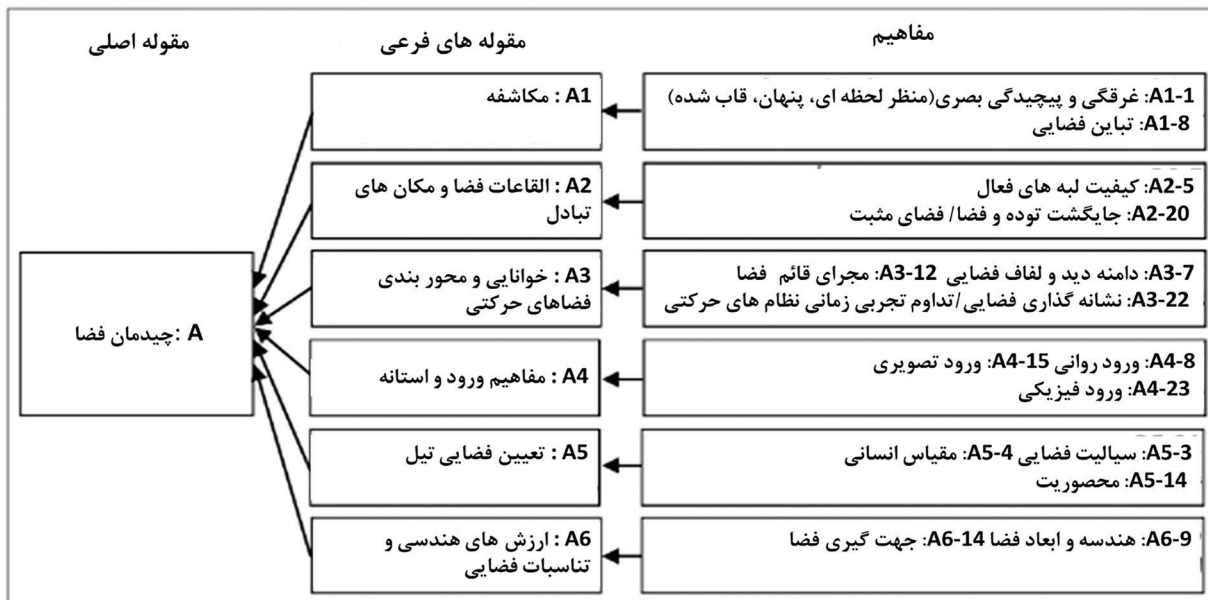 مفاهیم
مقوله های فرعی
مقوله اصلی
A1-1: غرقگی و پیچیدگی بصری(منظر لحظه ای، پنهان، قاب شده)
A1-8: تباین فضایی
A1 : مکاشفه
A2-5: کیفیت لبه های فعال
A2-20: جایگشت توده و فضا/ فضای مثبت
A2 : القاعات فضا و مکان های
تبادل
A3-7: دامنه دید و لفاف فضایی A3-12: مجرای قائم فضا
A3-22: نشانه گذاری فضایی/تداوم تجربی زمانی نظام های حرکتی
A3 : خوانایی و محور بندی
فضاهای حرکتی
A4-8: ورود روانی A4-15: ورود تصویری
A4-23: ورود فیزیکی
A4 : مفاهیم ورود و استانه
A5-3: سیالیت فضایی A5-4: مقیاس انسانی
A5-14: محصوریت
A5 : تعیین فضایی تیل
A6-9: هندسه و ابعاد فضا A6-14: جهت گیری فضا
A6 : ارزش های هندسی و
تناسبات فضایی
A :چیدمان فضا